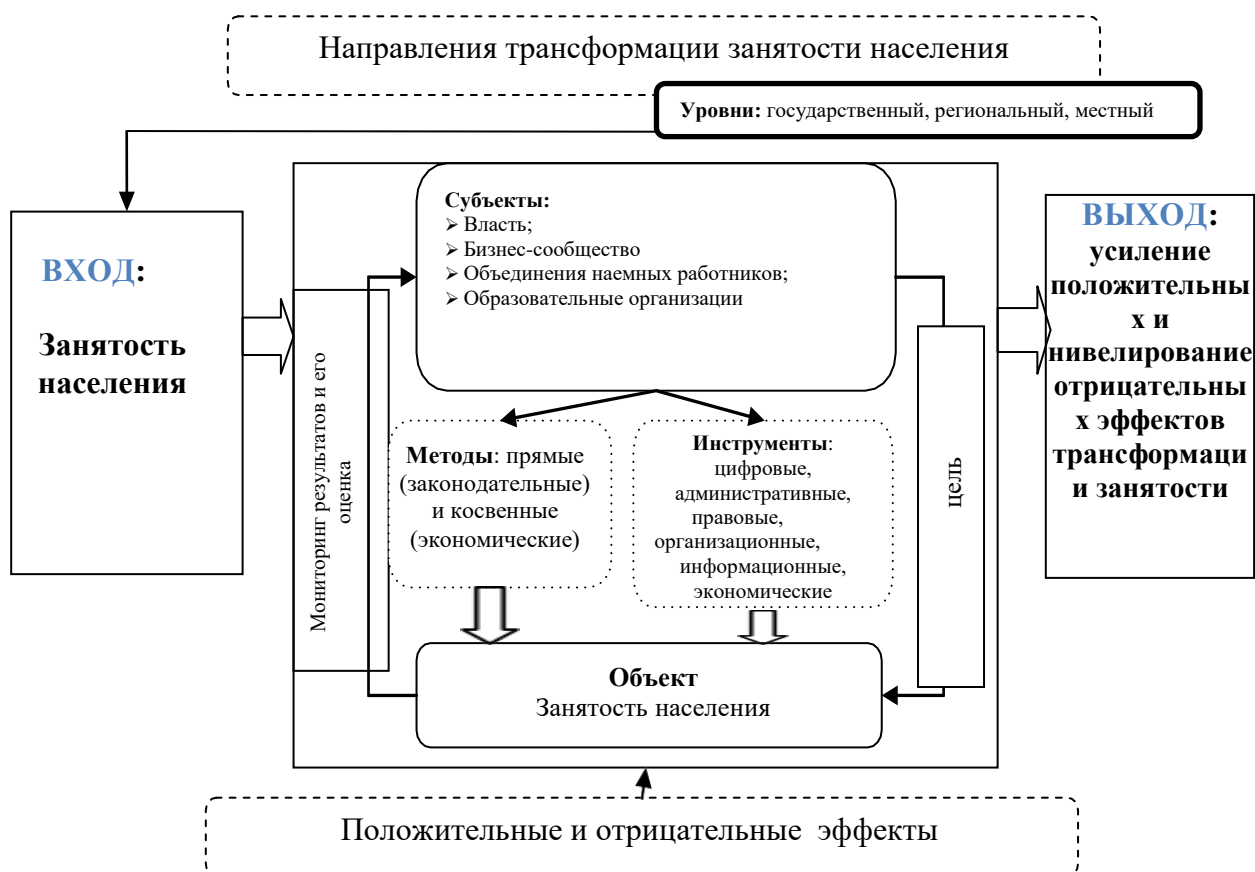 Направления трансформации занятости населения
Уровни: государственный, региональный, местный
ВХОД:
Занятость
населения
Мониторинг результатов и его
оценка
Субъекты:
➢ Власть;
➢ Бизнес-сообщество
➢ Объединения наемных работников;
➢ Образовательные организации
Методы: прямые
(законодательные)
и косвенные
(экономические)
Инструменты:
цифровые,
административные,
правовые,
организационные,
информационные,
экономические
цель
Объект
Занятость населения
ВЫХОД:
усиление
положительны
х и
нивелирование
отрицательны
х эффектов
трансформаци
и занятости
Положительные и отрицательные эффекты